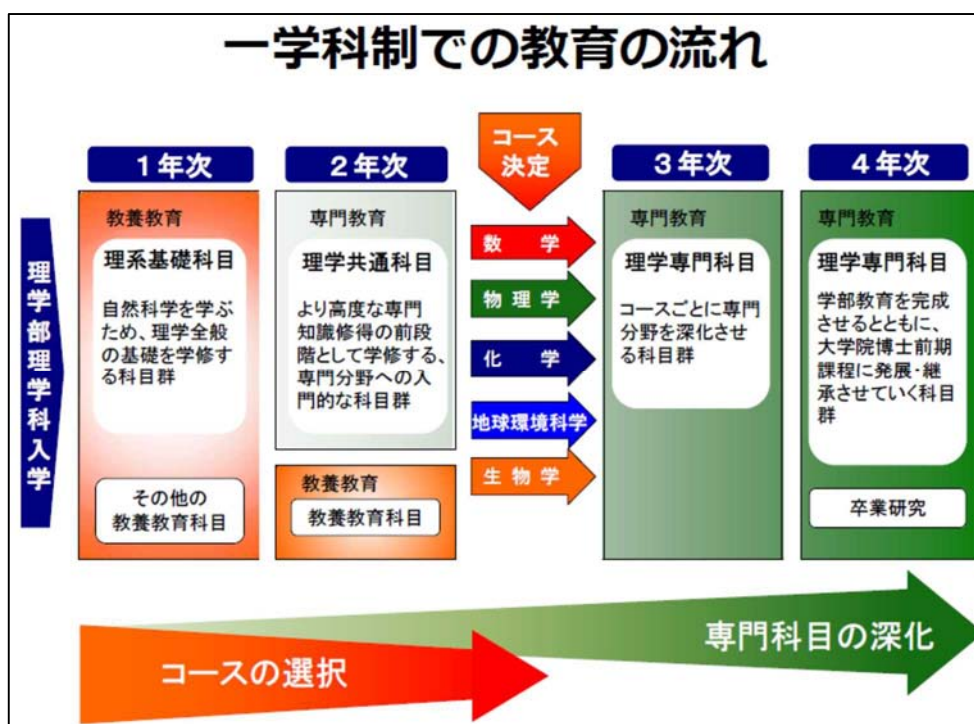 一学科制での教育の流れ
理学部理学科入学
1年次
教養教育
理系基礎科目
自然科学を学ぶ
ため、理学全般
の基礎を学修す
る科目群
その他の
教養教育科目
2年次
専門教育
理学共通科目
より高度な専門
知識修得の前段
階として学修する、
専門分野への入
門的な科目群
教養教育
教養教育科目
コース
決定
数 学
物理学
化 学
地球環境科学
生物学
3年次
専門教育
理学専門科目
コースごとに専門
分野を深化させ
る科目群
4年次
専門教育
理学専門科目
学部教育を完成
させるとともに、
大学院博士前期
課程に発展・継
承させていく科目
群
卒業研究
コースの選択
専門科目の深化